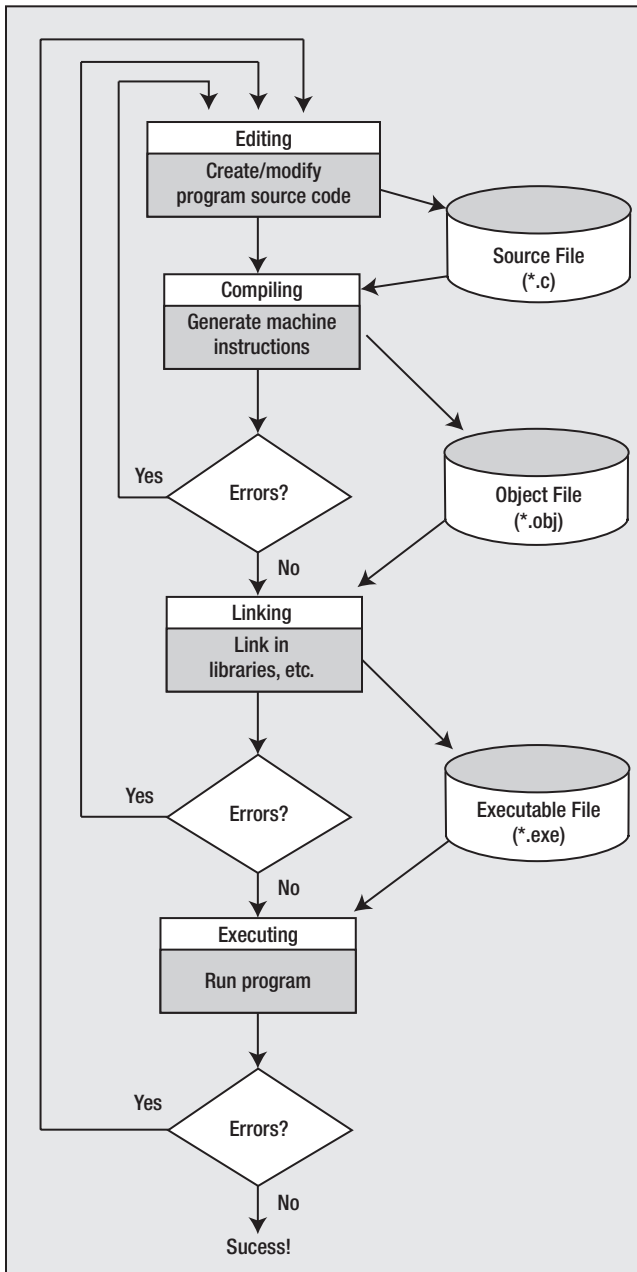 Editing
Create/modify
program source code
Source File
(*.c)
Compiling
Generate machine
instructions
Yes
Errors?
Object File
(*.obj)
No
Linking
Link in
libraries, etc.
Yes
Errors?
Executable File
(*.exe)
No
Executing
Run program
Yes
Errors?
No
Sucess!